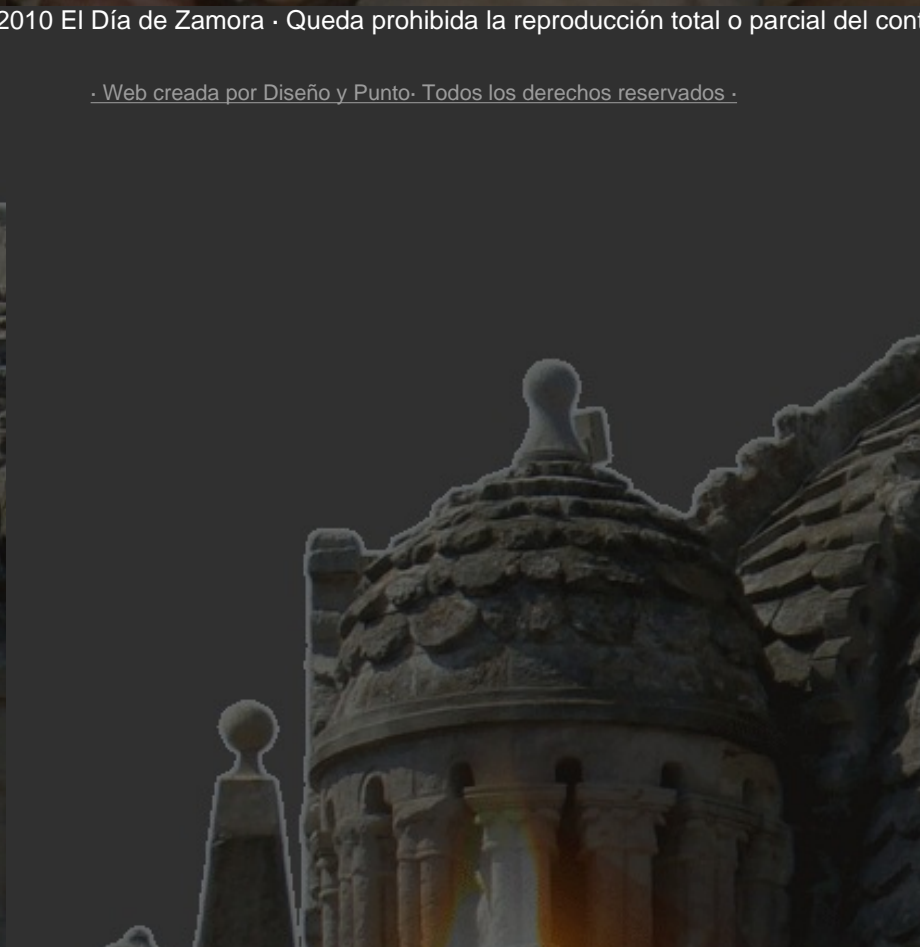 2010 El Día de Zamora · Queda prohibida la reproducción total o parcial del cont
· Web creada por Diseño y Punto· Todos los derechos reservados ·